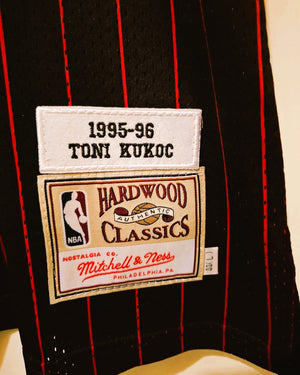 1995-96
TONI KUKOC
HARDWOOD
AUTHENTIC
CLASSICS
NBA
NOSTALGIA CO.
Mitchell & Ness
PHILADELPHIA, PA.